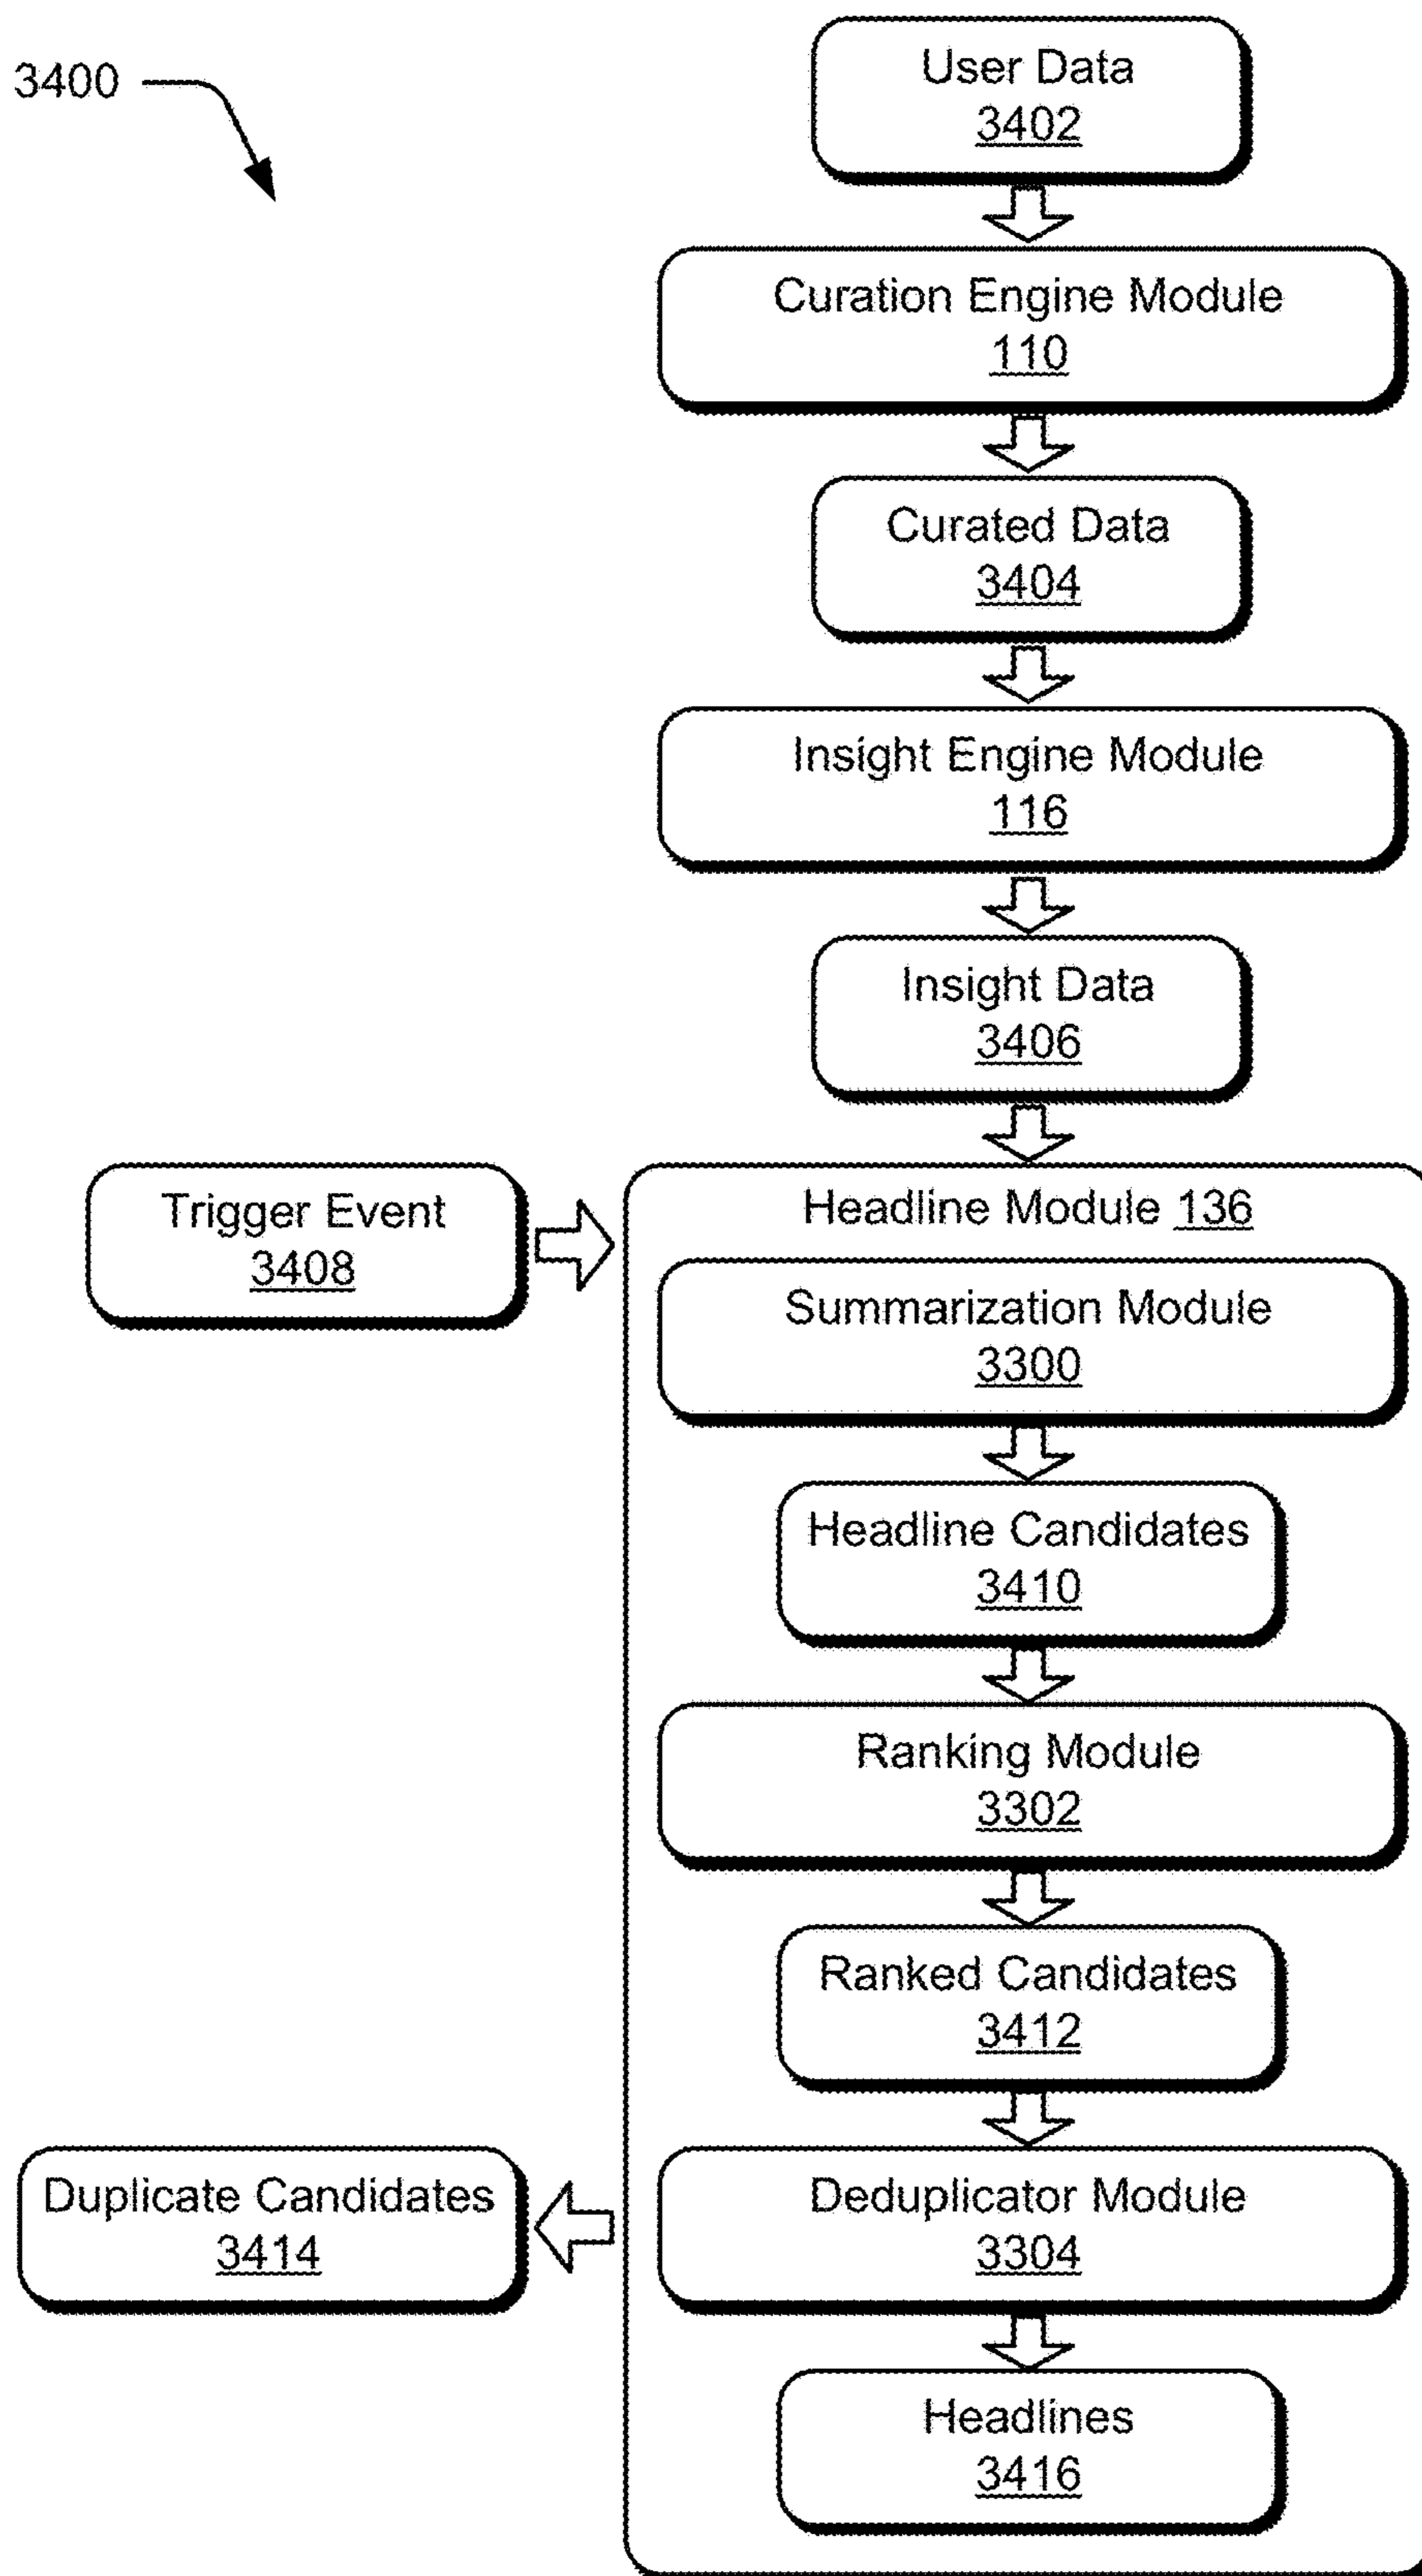 3400
User Data
3402
Curation Engine Module
110
Curated Data
3404
Insight Engine Module
116
Insight Data
3406
Trigger Event
3408
Headline Module 136
Summarization Module
3300
Headline Candidates
3410
Ranking Module
3302
Ranked Candidates
3412
Duplicate Candidates
3414
Deduplicator Module
3304
Headlines
3416